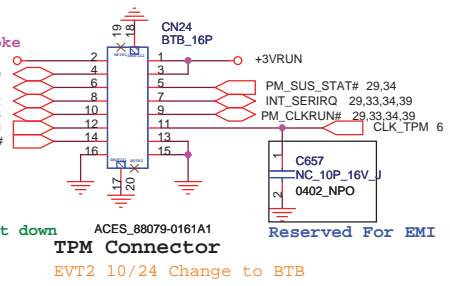 CN24
BTB_16P
19
18
oke
2
1
+3VRUN
4
3
6
5
PM_SUS_STAT# 29,34
8
7
INT_SERIRQ 29,33,34,39
10
9
PM_CLKRUN# 29,33,34,39
12
11
CLK_TPM 6
#
14
13
16
15
17
20
1
C657
NC_10P_16V_J
2
0402_NPO
t down
ACES_88079-0161A1
Reserved For EMI
TPM Connector
EVT2 10/24 Change to BTB